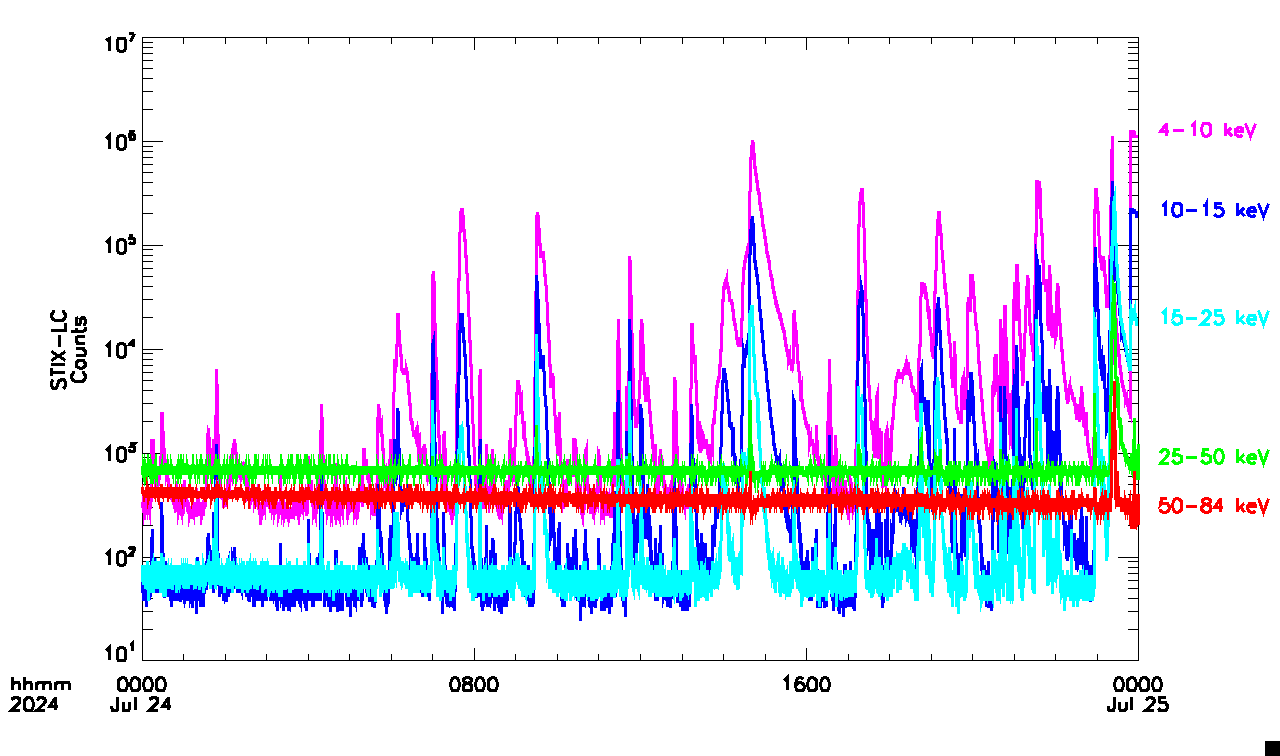 10⁷
10⁶
10⁵
10⁴
10³
10²
10¹
STIX-LC
Counts
4-10 keV
10-15 keV
15-25 keV
25-50 keV
50-84 keV
hhmm 0000 0800 1600 0000
2024 Jul 24 Jul 25